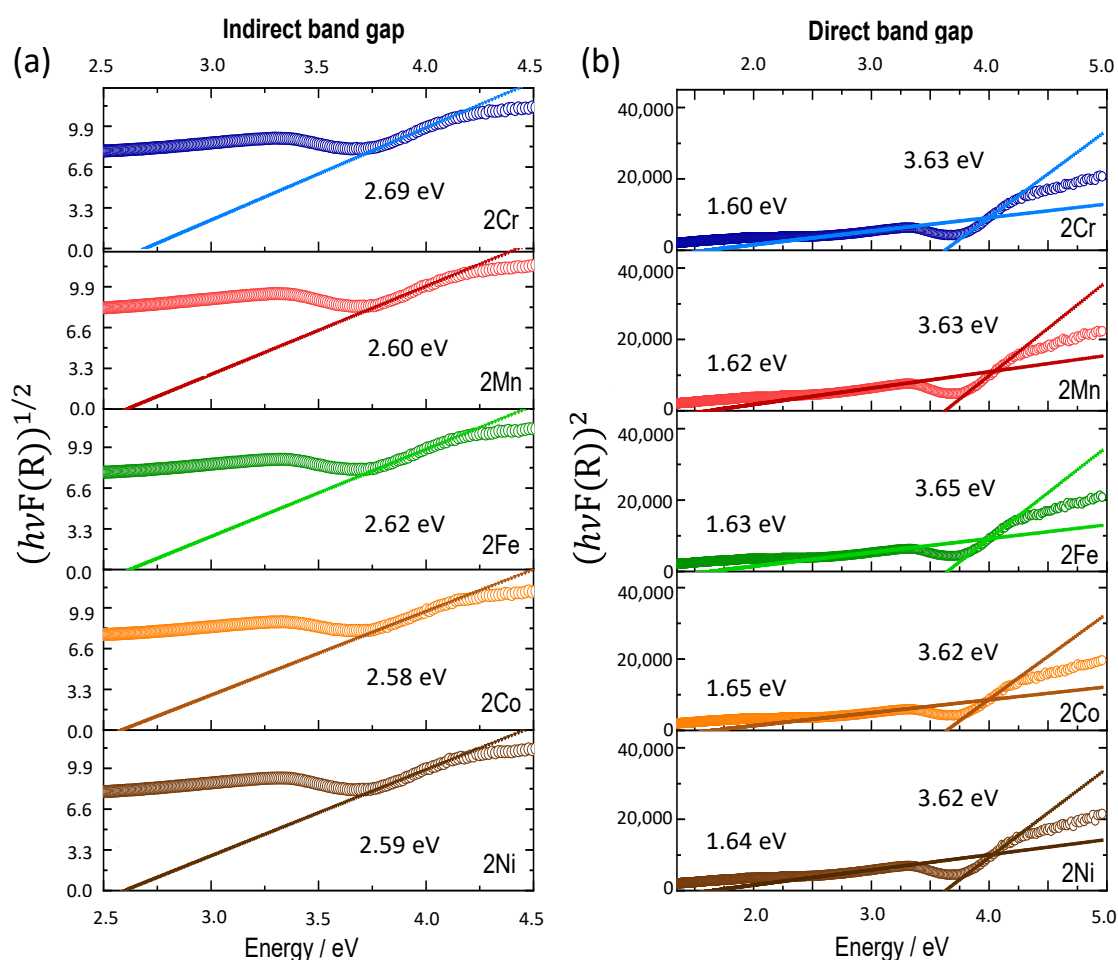 Indirect band gap
(a)
2.5 3.0 3.5 4.0 4.5
9.9
6.6
3.3
0.0
2.69 eV
2Cr
9.9
6.6
3.3
0.0
2.60 eV
2Mn
9.9
6.6
3.3
0.0
2.62 eV
2Fe
9.9
6.6
3.3
0.0
2.58 eV
2Co
9.9
6.6
3.3
0.0
2.59 eV
2Ni
(hνF(R))^1/2
2.5 3.0 3.5 4.0 4.5
Energy / eV
Direct band gap
(b)
2.0 3.0 4.0 5.0
40,000
20,000
0
1.60 eV
3.63 eV
2Cr
40,000
20,000
0
1.62 eV
3.63 eV
2Mn
40,000
20,000
0
1.63 eV
3.65 eV
2Fe
40,000
20,000
0
1.65 eV
3.62 eV
2Co
40,000
20,000
0
1.64 eV
3.62 eV
2Ni
(hνF(R))^2
2.0 3.0 4.0 5.0
Energy / eV